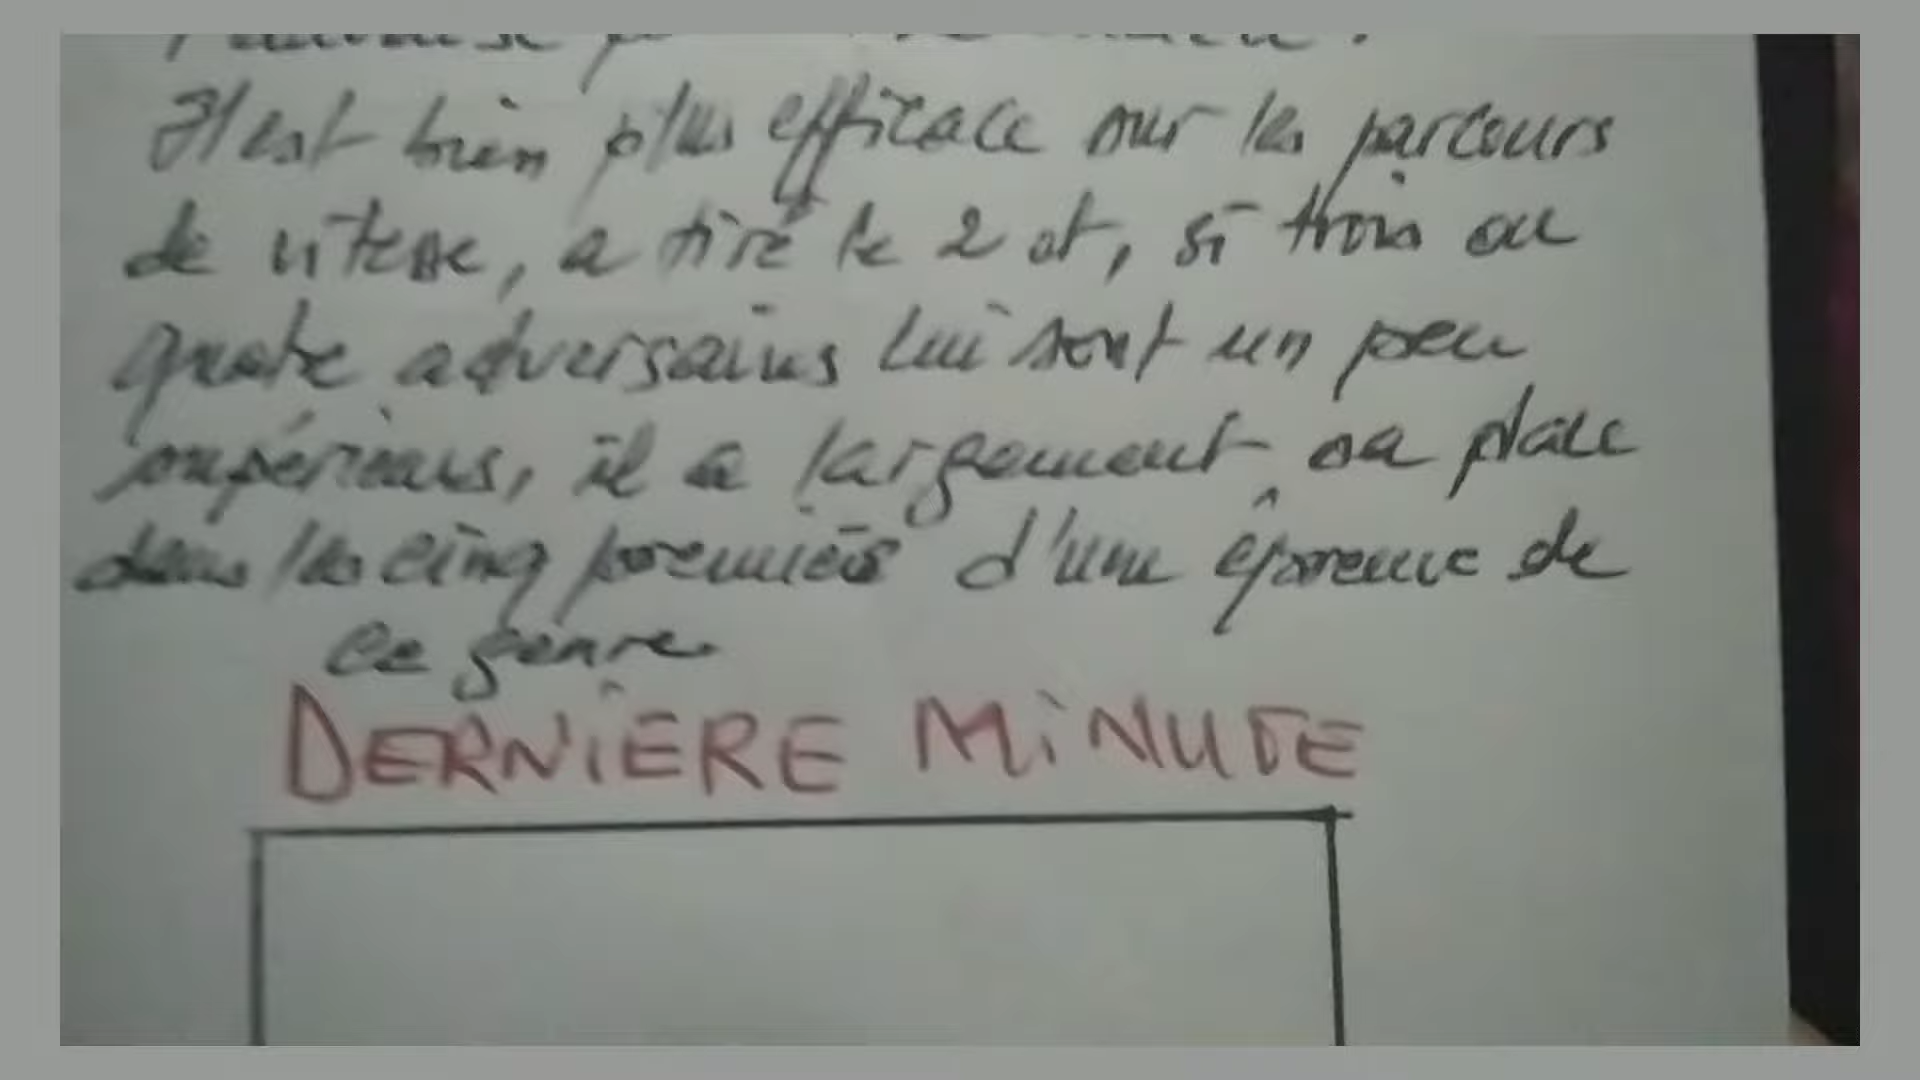 Il est bien plus efficace sur les parcours
de vitesse, a tiré le 2 et, si trois ou
quatre adversaires lui sont un peu
supérieurs, il a largement sa place
dans les cinq premiers d'une épreuve de
ce genre
DERNIÈRE MINUTE